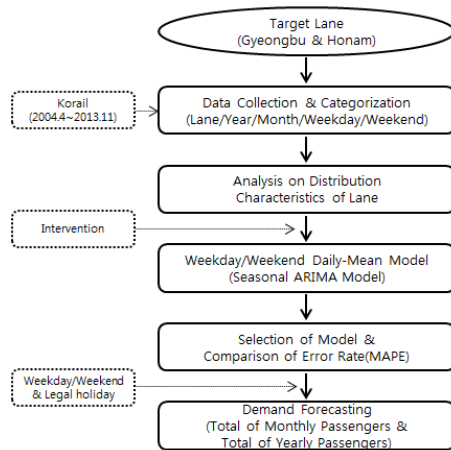 Target Lane
(Gyeongbu & Honam)
Korail
(2004.4~2013.11)
Data Collection & Categorization
(Lane/Year/Month/Weekday/Weekend)
Analysis on Distribution
Characteristics of Lane
Intervention
Weekday/Weekend Daily-Mean Model
(Seasonal ARIMA Model)
Selection of Model &
Comparison of Error Rate(MAPE)
Weekday/Weekend
& Legal holiday
Demand Forecasting
(Total of Monthly Passengers &
Total of Yearly Passengers)